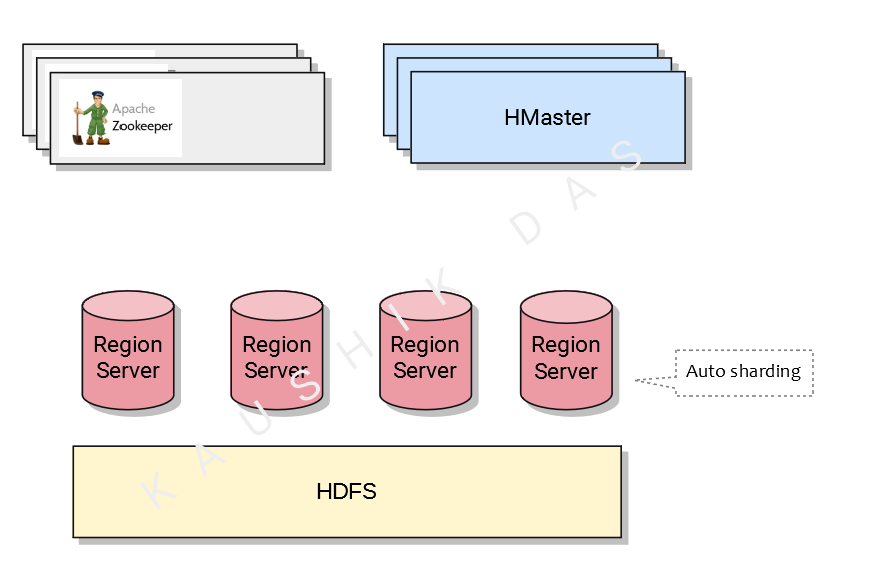 Apache
Zookeeper
HMaster
Region
Server
Region
Server
Region
Server
Region
Server
Auto sharding
HDFS
KAUSHIK DAS